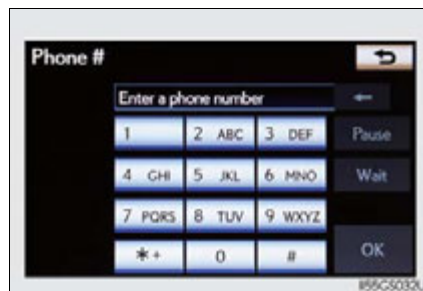 Phone #
Enter a phone number
1 2 ABC 3 DEF Pause
4 GHI 5 JKL 6 MNO Wait
7 PQRS 8 TUV 9 WXYZ
*+ 0 # OK
II55GS032L